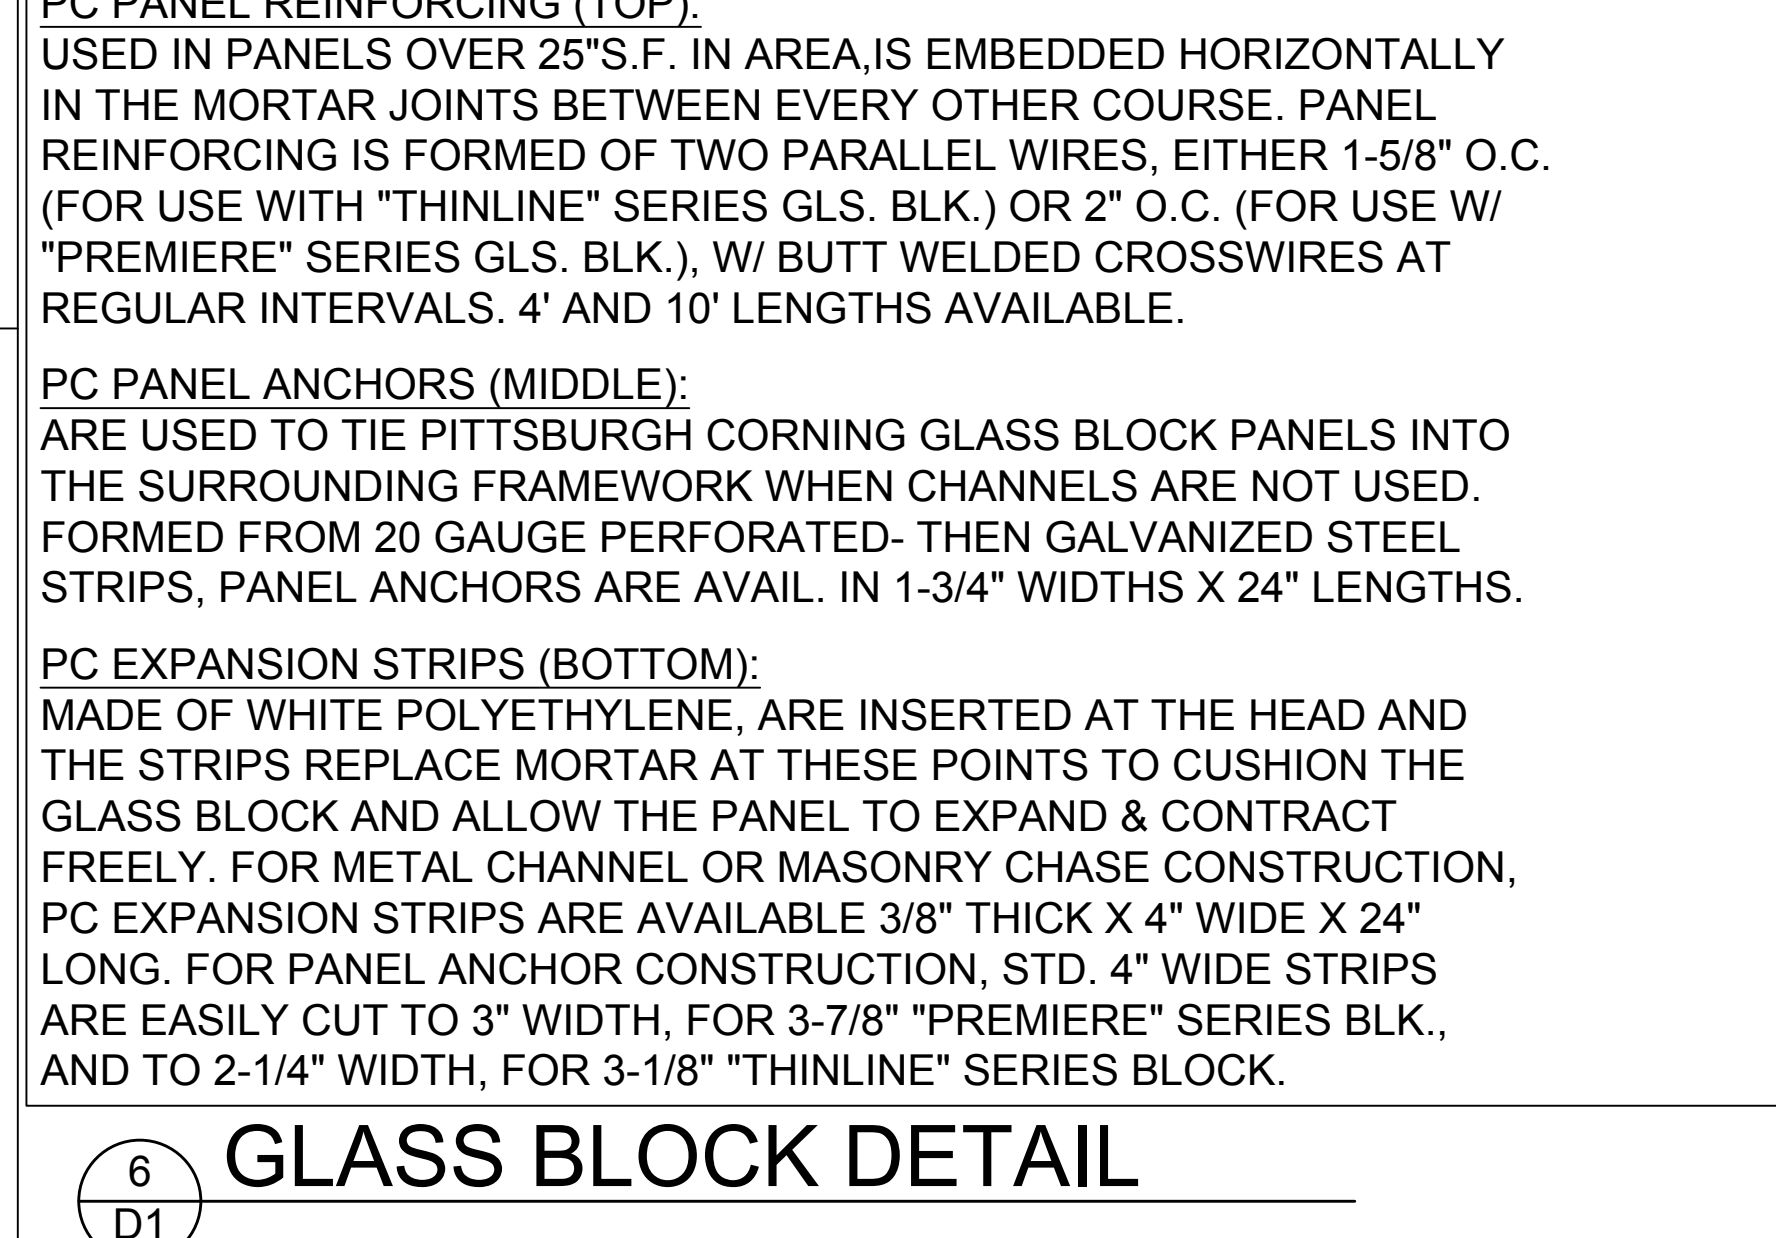 PC PANEL REINFORCING (TOP):
USED IN PANELS OVER 25"S.F. IN AREA,IS EMBEDDED HORIZONTALLY
IN THE MORTAR JOINTS BETWEEN EVERY OTHER COURSE. PANEL
REINFORCING IS FORMED OF TWO PARALLEL WIRES, EITHER 1-5/8" O.C.
(FOR USE WITH "THINLINE" SERIES GLS. BLK.) OR 2" O.C. (FOR USE W/
"PREMIERE" SERIES GLS. BLK.), W/ BUTT WELDED CROSSWIRES AT
REGULAR INTERVALS. 4' AND 10' LENGTHS AVAILABLE.
PC PANEL ANCHORS (MIDDLE):
ARE USED TO TIE PITTSBURGH CORNING GLASS BLOCK PANELS INTO
THE SURROUNDING FRAMEWORK WHEN CHANNELS ARE NOT USED.
FORMED FROM 20 GAUGE PERFORATED- THEN GALVANIZED STEEL
STRIPS, PANEL ANCHORS ARE AVAIL. IN 1-3/4" WIDTHS X 24" LENGTHS.
PC EXPANSION STRIPS (BOTTOM):
MADE OF WHITE POLYETHYLENE, ARE INSERTED AT THE HEAD AND
THE STRIPS REPLACE MORTAR AT THESE POINTS TO CUSHION THE
GLASS BLOCK AND ALLOW THE PANEL TO EXPAND & CONTRACT
FREELY. FOR METAL CHANNEL OR MASONRY CHASE CONSTRUCTION,
PC EXPANSION STRIPS ARE AVAILABLE 3/8" THICK X 4" WIDE X 24"
LONG. FOR PANEL ANCHOR CONSTRUCTION, STD. 4" WIDE STRIPS
ARE EASILY CUT TO 3" WIDTH, FOR 3-7/8" "PREMIERE" SERIES BLK.,
AND TO 2-1/4" WIDTH, FOR 3-1/8" "THINLINE" SERIES BLOCK.
6
GLASS BLOCK DETAIL
D1